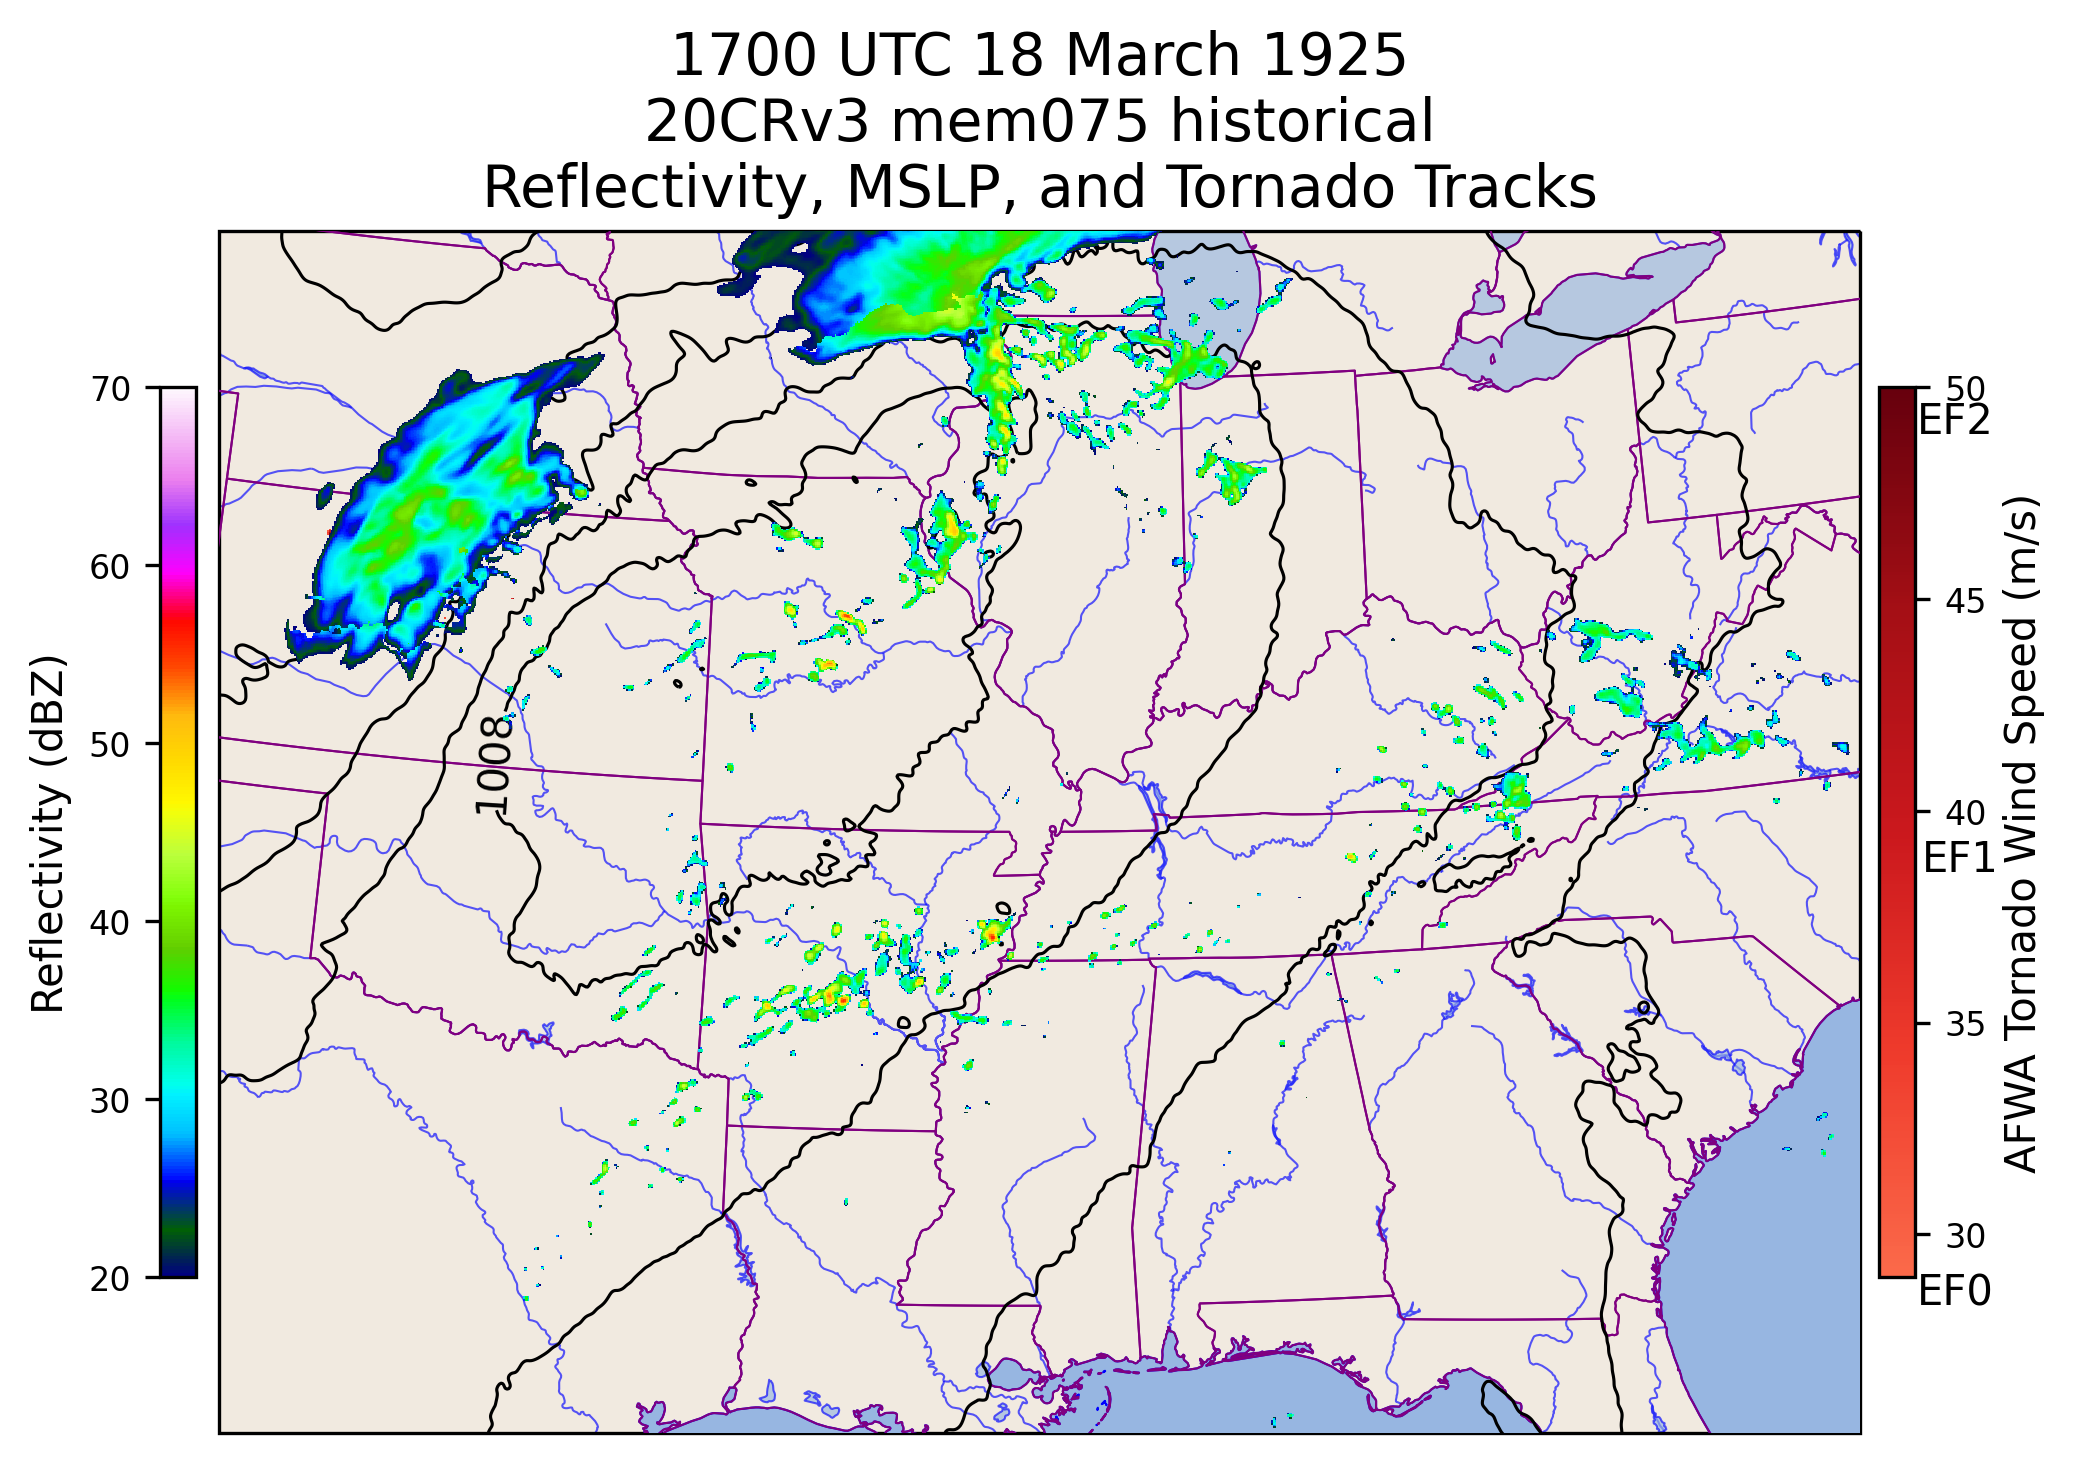 1700 UTC 18 March 1925
20CRv3 mem075 historical
Reflectivity, MSLP, and Tornado Tracks
70
60
50
40
30
20
Reflectivity (dBZ)
1008
50
EF2
45
40
EF1
35
30
EF0
AFWA Tornado Wind Speed (m/s)